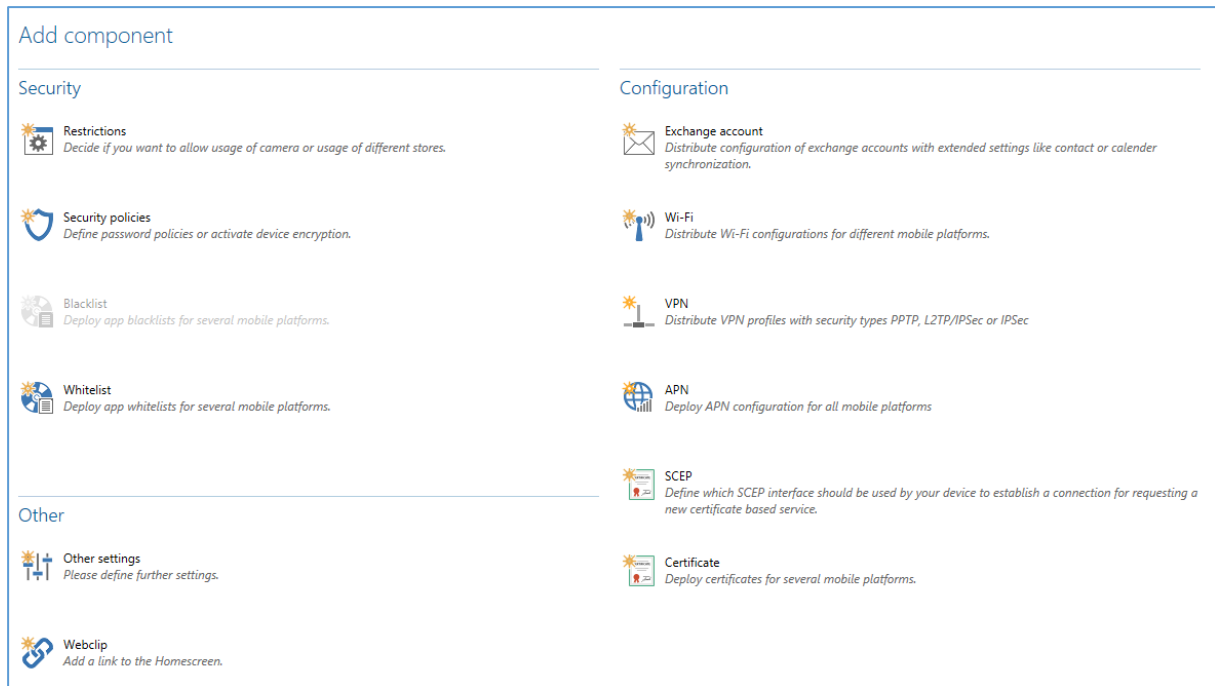 Add component
Security
Restrictions
Decide if you want to allow usage of camera or usage of different stores.
Security policies
Define password policies or activate device encryption.
Blacklist
Deploy app blacklists for several mobile platforms.
Whitelist
Deploy app whitelists for several mobile platforms.
Other
Other settings
Please define further settings.
Webclip
Add a link to the Homescreen.
Configuration
Exchange account
Distribute configuration of exchange accounts with extended settings like contact or calender
synchronization.
Wi-Fi
Distribute Wi-Fi configurations for different mobile platforms.
VPN
Distribute VPN profiles with security types PPTP, L2TP/IPSec or IPSec
APN
Deploy APN configuration for all mobile platforms
SCEP
Define which SCEP interface should be used by your device to establish a connection for requesting a
new certificate based service.
Certificate
Deploy certificates for several mobile platforms.